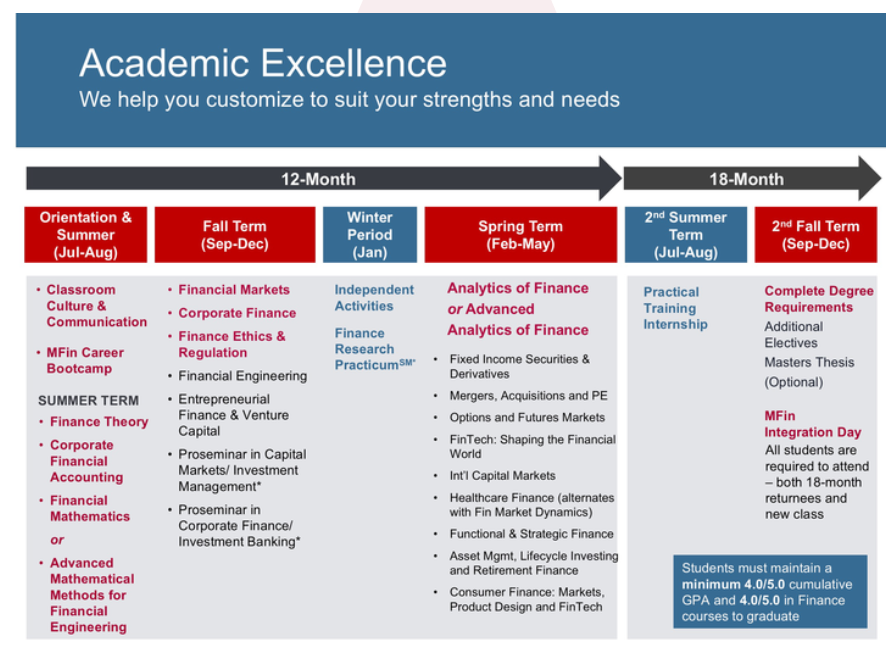 Academic Excellence
We help you customize to suit your strengths and needs
12-Month
18-Month
Orientation &
Summer
(Jul-Aug)
Fall Term
(Sep-Dec)
Winter
Period
(Jan)
Spring Term
(Feb-May)
2nd Summer
Term
(Jul-Aug)
2nd Fall Term
(Sep-Dec)
• Classroom
Culture &
Communication
• MFin Career
Bootcamp
SUMMER TERM
• Finance Theory
• Corporate
Financial
Accounting
• Financial
Mathematics
or
• Advanced
Mathematical
Methods for
Financial
Engineering
• Financial Markets
• Corporate Finance
• Finance Ethics &
Regulation
• Financial Engineering
• Entrepreneurial
Finance & Venture
Capital
• Proseminar in Capital
Markets/ Investment
Management*
• Proseminar in
Corporate Finance/
Investment Banking*
Independent
Activities
Finance
Research
PracticumSM*
Analytics of Finance
or Advanced
Analytics of Finance
• Fixed Income Securities &
Derivatives
• Mergers, Acquisitions and PE
• Options and Futures Markets
• FinTech: Shaping the Financial
World
• Int'l Capital Markets
• Healthcare Finance (alternates
with Fin Market Dynamics)
• Functional & Strategic Finance
• Asset Mgmt, Lifecycle Investing
and Retirement Finance
• Consumer Finance: Markets,
Product Design and FinTech
Practical
Training
Internship
Complete Degree
Requirements
Additional
Electives
Masters Thesis
(Optional)
MFin
Integration Day
All students are
required to attend
– both 18-month
returnees and
new class
Students must maintain a
minimum 4.0/5.0 cumulative
GPA and 4.0/5.0 in Finance
courses to graduate